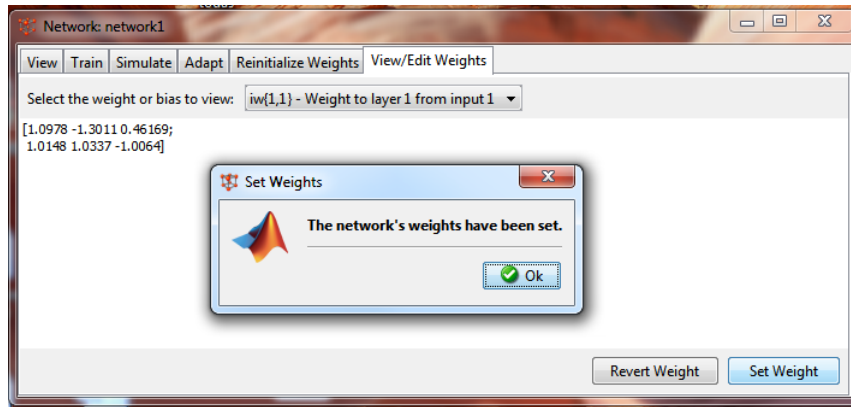 Network: network1
View Train Simulate Adapt Reinitialize Weights View/Edit Weights
Select the weight or bias to view: iw{1,1} - Weight to layer 1 from input 1
[1.0978 -1.3011 0.46169;
1.0148 1.0337 -1.0064]
Set Weights
The network's weights have been set.
Ok
Revert Weight Set Weight